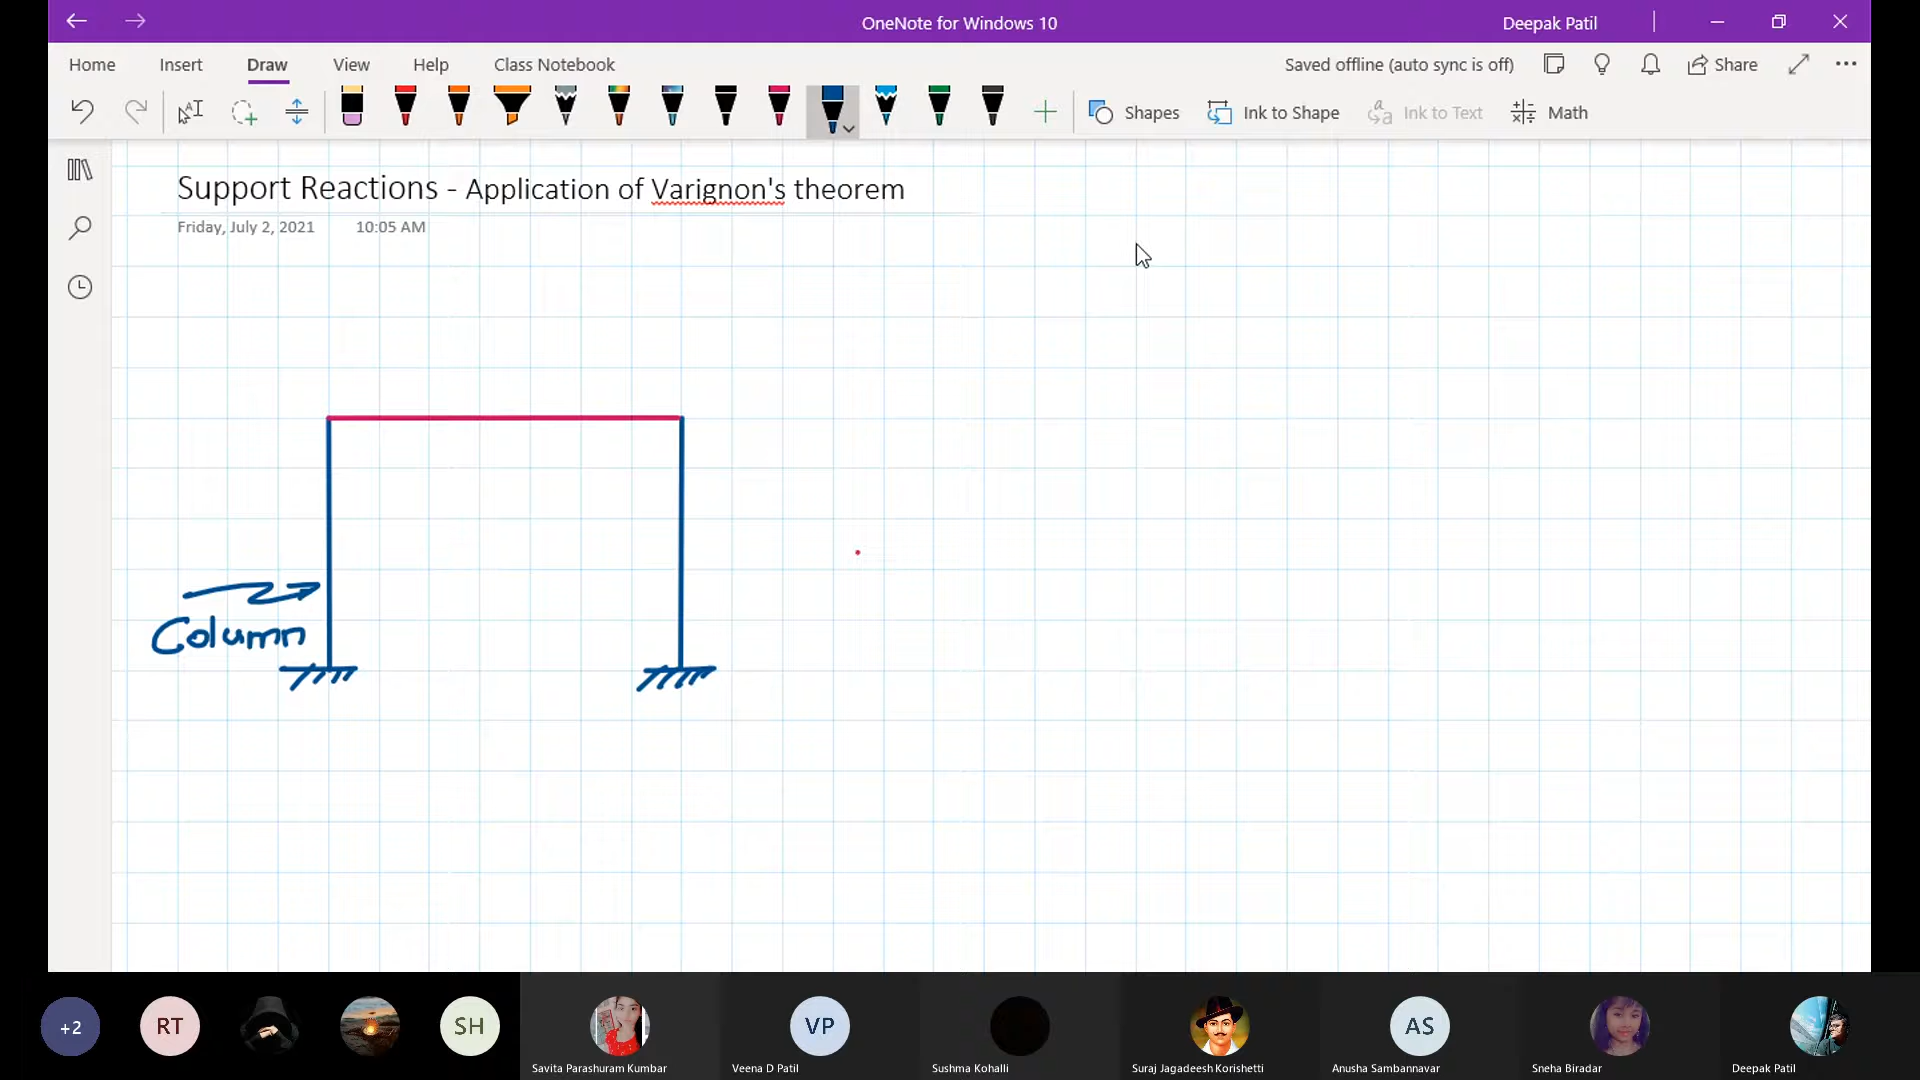 OneNote for Windows 10
Deepak Patil
Home Insert Draw View Help Class Notebook
Saved offline (auto sync is off) Share
Shapes Ink to Shape Ink to Text Math
Support Reactions - Application of Varignon's theorem
Friday, July 2, 2021 10:05 AM
Column
+2 RT SH VP AS
Savita Parashuram Kumbar Veena D Patil Sushma Kohalli Suraj Jagadeesh Korishetti Anusha Sambannavar Sneha Biradar Deepak Patil